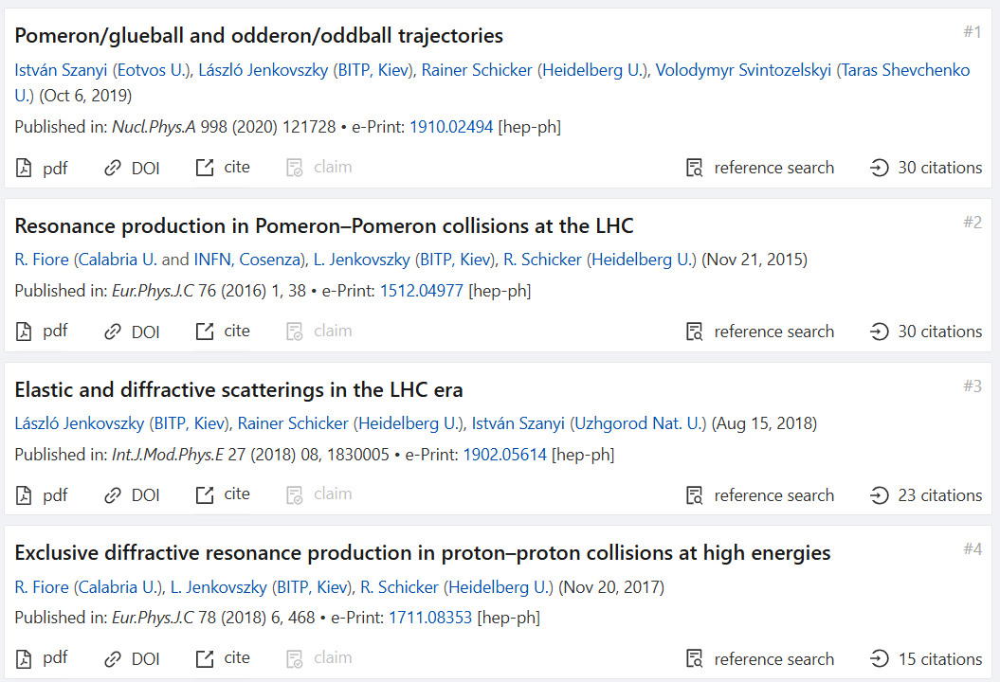 Pomeron/glueball and odderon/oddball trajectories #1
István Szanyi (Eotvos U.), László Jenkovszky (BITP, Kiev), Rainer Schicker (Heidelberg U.), Volodymyr Svintozelskyi (Taras Shevchenko
U.) (Oct 6, 2019)
Published in: Nucl.Phys.A 998 (2020) 121728 • e-Print: 1910.02494 [hep-ph]
pdf DOI cite claim reference search 30 citations
Resonance production in Pomeron–Pomeron collisions at the LHC #2
R. Fiore (Calabria U. and INFN, Cosenza), L. Jenkovszky (BITP, Kiev), R. Schicker (Heidelberg U.) (Nov 21, 2015)
Published in: Eur.Phys.J.C 76 (2016) 1, 38 • e-Print: 1512.04977 [hep-ph]
pdf DOI cite claim reference search 30 citations
Elastic and diffractive scatterings in the LHC era #3
László Jenkovszky (BITP, Kiev), Rainer Schicker (Heidelberg U.), István Szanyi (Uzhgorod Nat. U.) (Aug 15, 2018)
Published in: Int.J.Mod.Phys.E 27 (2018) 08, 1830005 • e-Print: 1902.05614 [hep-ph]
pdf DOI cite claim reference search 23 citations
Exclusive diffractive resonance production in proton–proton collisions at high energies #4
R. Fiore (Calabria U.), L. Jenkovszky (BITP, Kiev), R. Schicker (Heidelberg U.) (Nov 20, 2017)
Published in: Eur.Phys.J.C 78 (2018) 6, 468 • e-Print: 1711.08353 [hep-ph]
pdf DOI cite claim reference search 15 citations